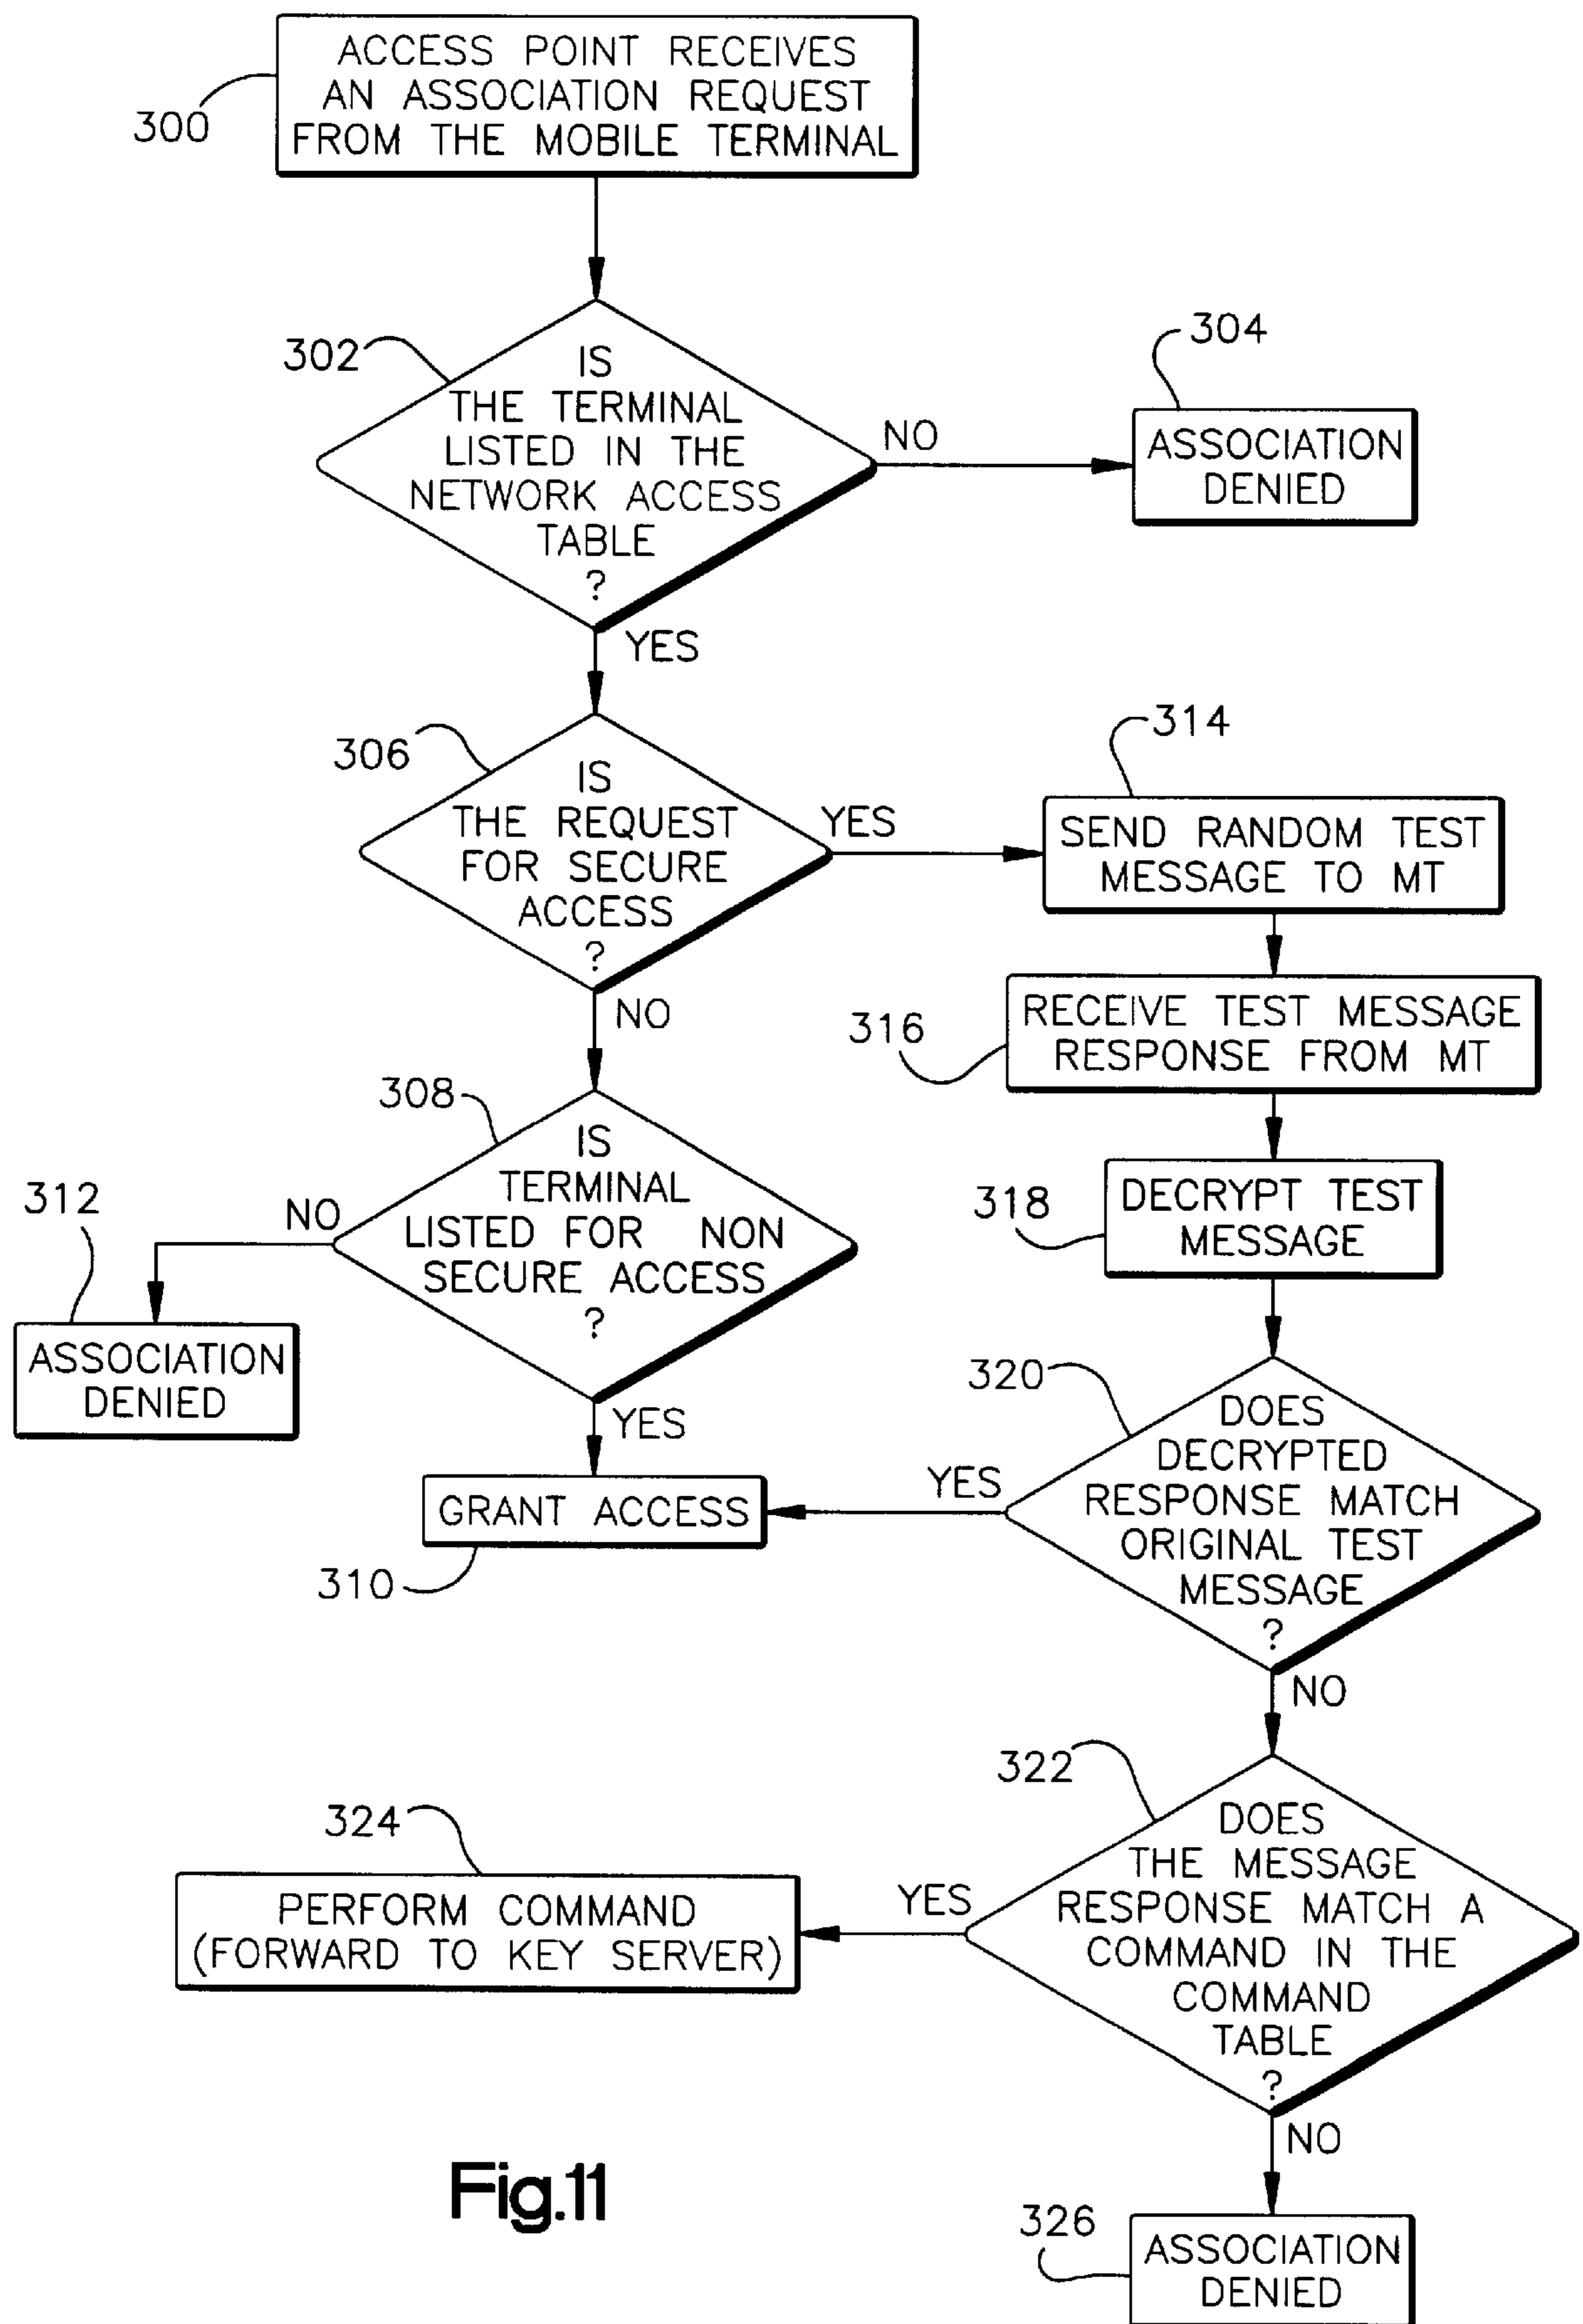 ACCESS POINT RECEIVES
AN ASSOCIATION REQUEST
FROM THE MOBILE TERMINAL
300
302
IS
THE TERMINAL
LISTED IN THE
NETWORK ACCESS
TABLE
?
NO
304
ASSOCIATION
DENIED
YES
306
IS
THE REQUEST
FOR SECURE
ACCESS
?
YES
314
SEND RANDOM TEST
MESSAGE TO MT
NO
316
RECEIVE TEST MESSAGE
RESPONSE FROM MT
308
IS
TERMINAL
LISTED FOR NON
SECURE ACCESS
?
NO
312
ASSOCIATION
DENIED
318
DECRYPT TEST
MESSAGE
YES
GRANT ACCESS
310
320
DOES
DECRYPTED
RESPONSE MATCH
ORIGINAL TEST
MESSAGE
?
YES
NO
322
DOES
THE MESSAGE
RESPONSE MATCH A
COMMAND IN THE
COMMAND
TABLE
?
YES
324
PERFORM COMMAND
(FORWARD TO KEY SERVER)
NO
326
ASSOCIATION
DENIED
Fig.11